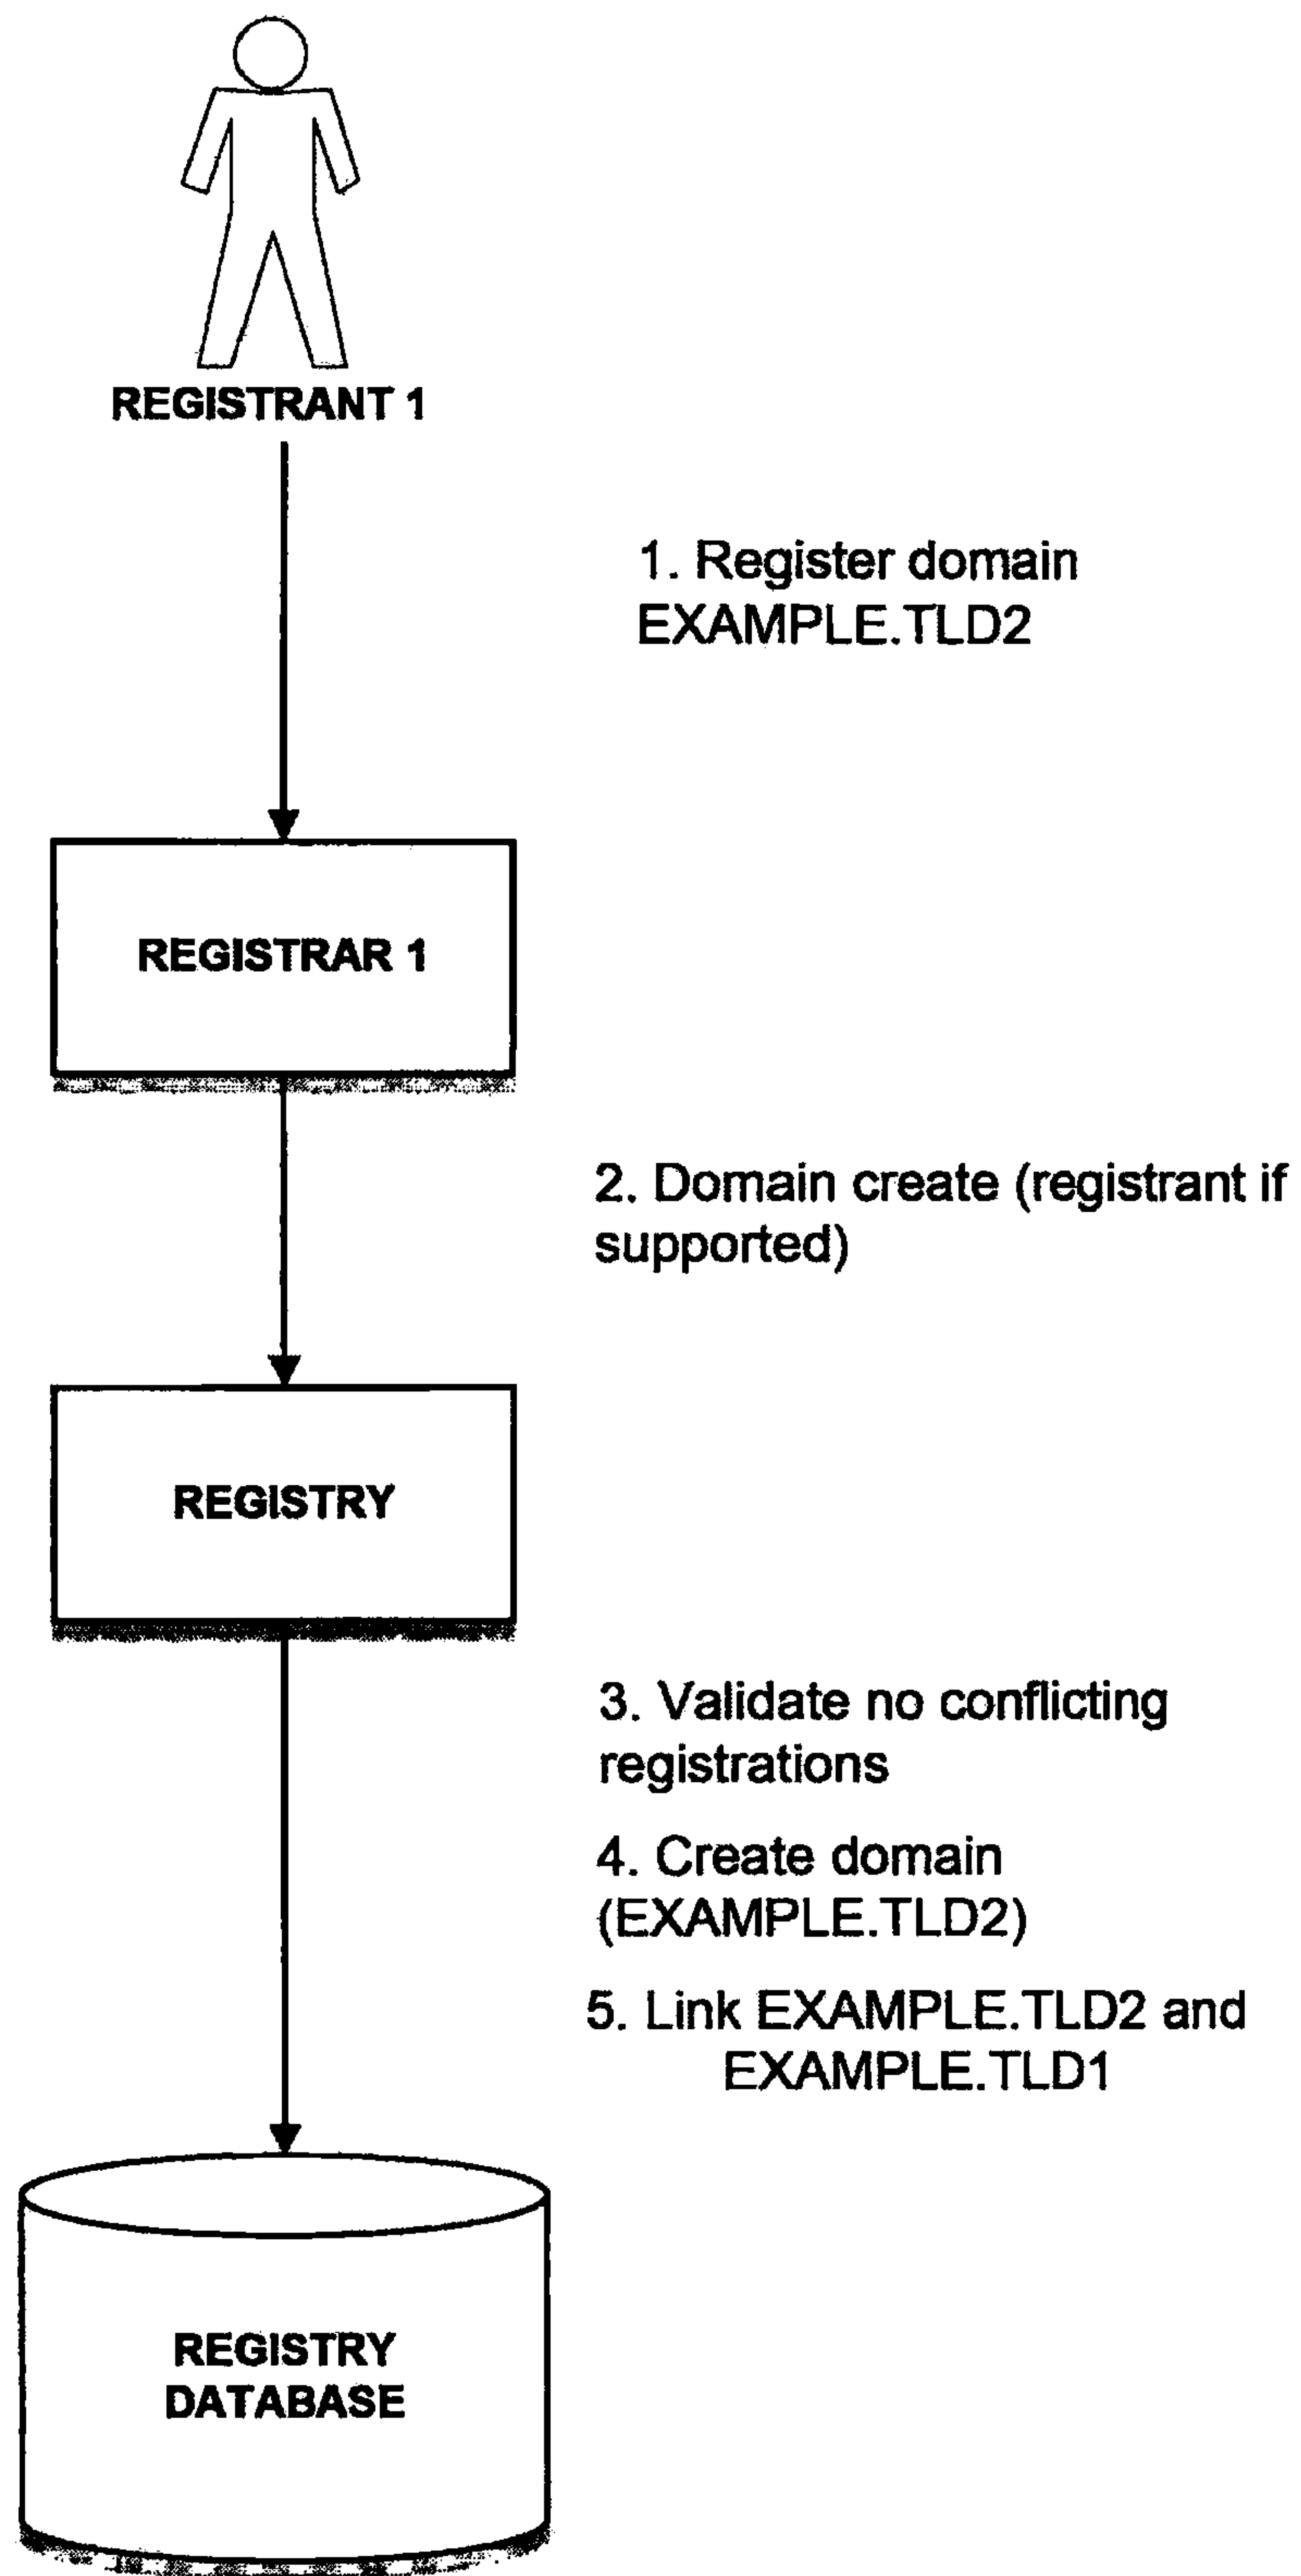 REGISTRANT 1
1. Register domain
EXAMPLE.TLD2
REGISTRAR 1
2. Domain create (registrant if
supported)
REGISTRY
3. Validate no conflicting
registrations
4. Create domain
(EXAMPLE.TLD2)
5. Link EXAMPLE.TLD2 and
EXAMPLE.TLD1
REGISTRY
DATABASE